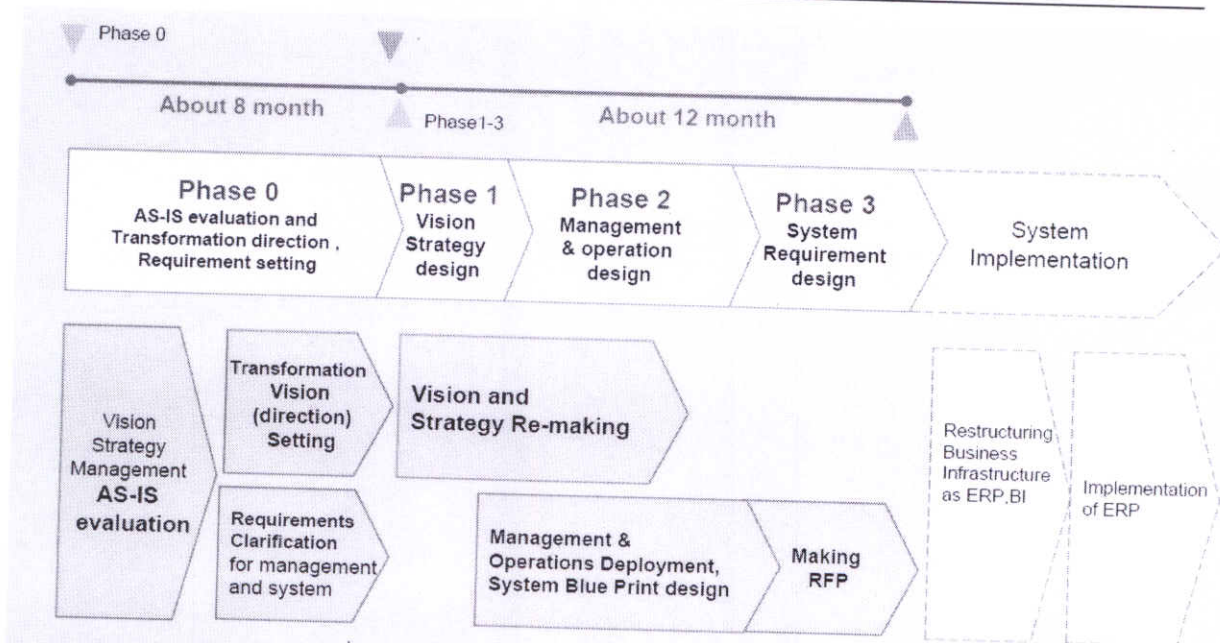 Phase 0
About 8 month
Phase1-3
About 12 month
Phase 0
AS-IS evaluation and
Transformation direction ,
Requirement setting
Phase 1
Vision
Strategy
design
Phase 2
Management
& operation
design
Phase 3
System
Requirement
design
System
Implementation
Vision
Strategy
Management
AS-IS
evaluation
Transformation
Vision
(direction)
Setting
Requirements
Clarification
for management
and system
Vision and
Strategy Re-making
Management &
Operations Deployment,
System Blue Print design
Making
RFP
Restructuring
Business
Infrastructure
as ERP,BI
Implementation
of ERP